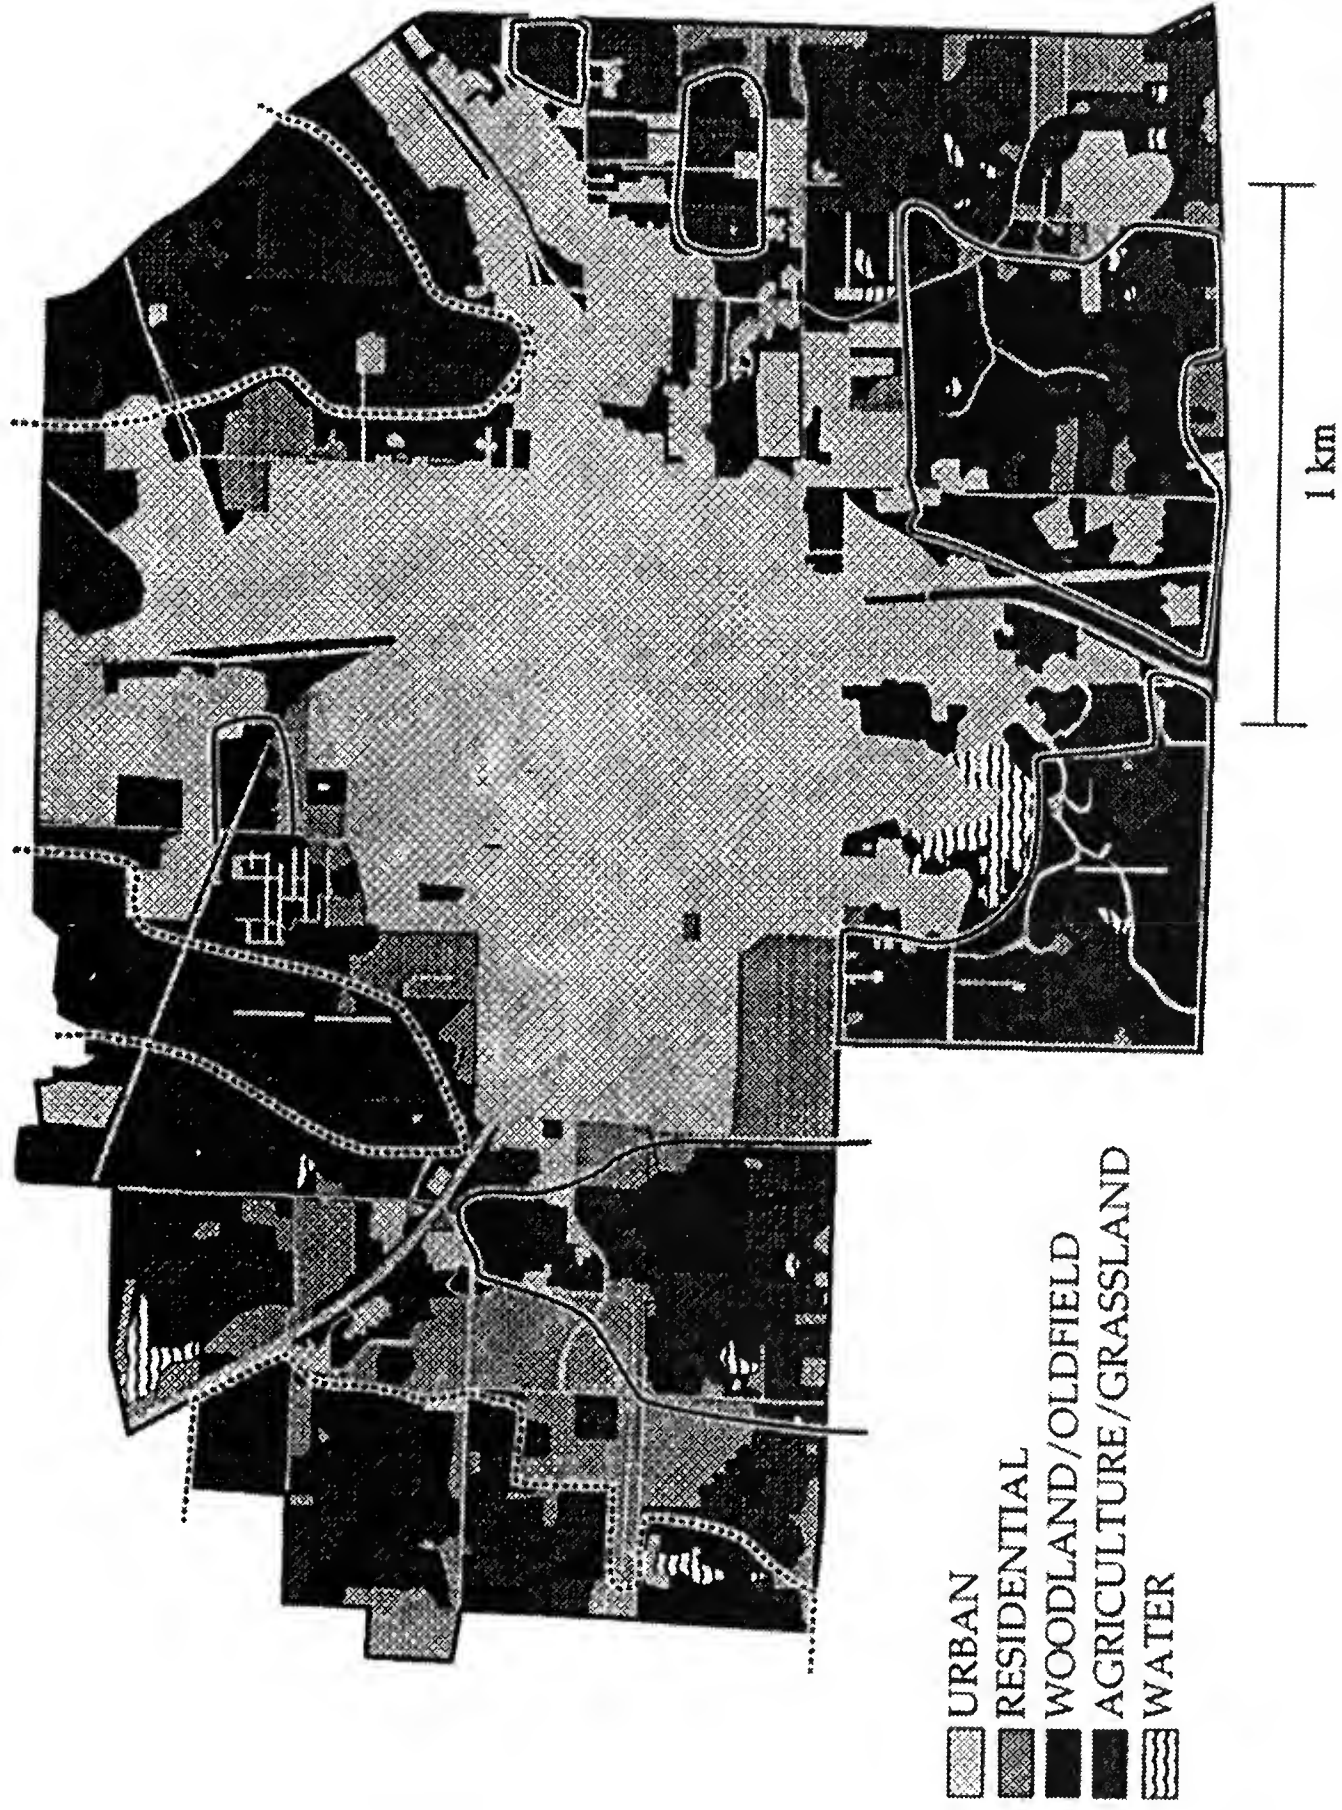 URBAN
RESIDENTIAL
WOODLAND/OLDFIELD
AGRICULTURE/GRASSLAND
WATER
1 km